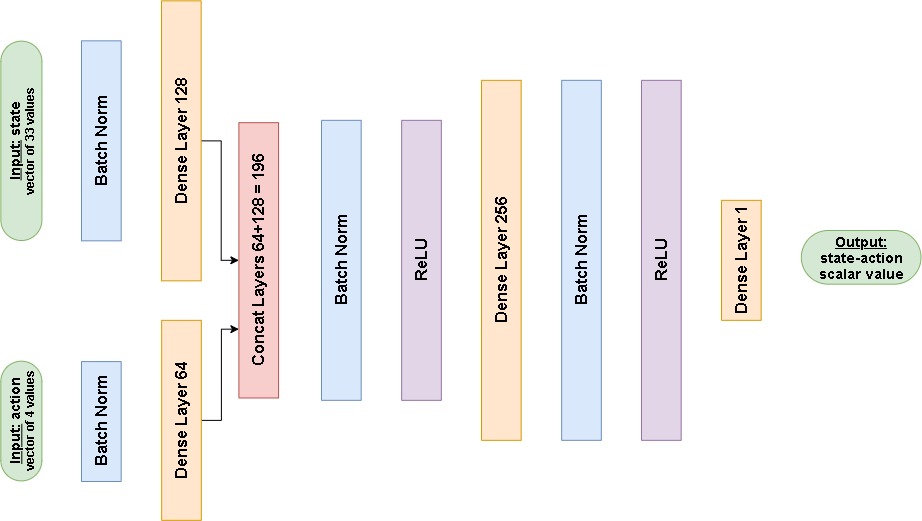 Input: state
vector of 33 values
Batch Norm
Dense Layer 128
Input: action
vector of 4 values
Batch Norm
Dense Layer 64
Concat Layers 64+128 = 196
Batch Norm
ReLU
Dense Layer 256
Batch Norm
ReLU
Dense Layer 1
Output:
state-action
scalar value